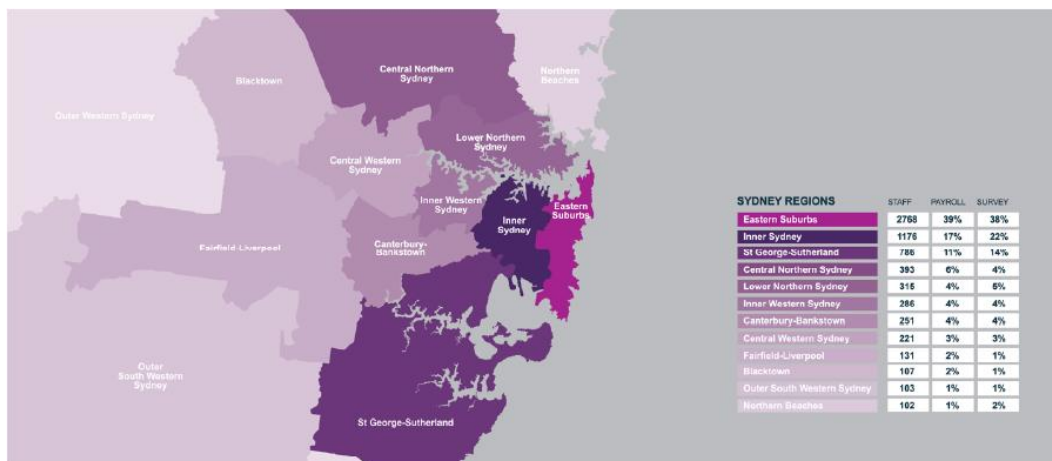 Central Northern
Sydney
Northern
Beaches
Blacktown
Outer Western Sydney
Lower Northern
Sydney
Central Western
Sydney
Inner Western
Sydney
Eastern
Suburbs
Inner
Sydney
Fairfield-Liverpool
Canterbury-
Bankstown
Outer
South Western
Sydney
St George-Sutherland
SYDNEY REGIONS STAFF PAYROLL SURVEY
Eastern Suburbs 2768 39% 38%
Inner Sydney 1176 17% 22%
St George-Sutherland 786 11% 14%
Central Northern Sydney 393 6% 4%
Lower Northern Sydney 315 4% 5%
Inner Western Sydney 286 4% 4%
Canterbury-Bankstown 251 4% 4%
Central Western Sydney 221 3% 3%
Fairfield-Liverpool 131 2% 1%
Blacktown 107 2% 1%
Outer South Western Sydney 103 1% 1%
Northern Beaches 102 1% 2%